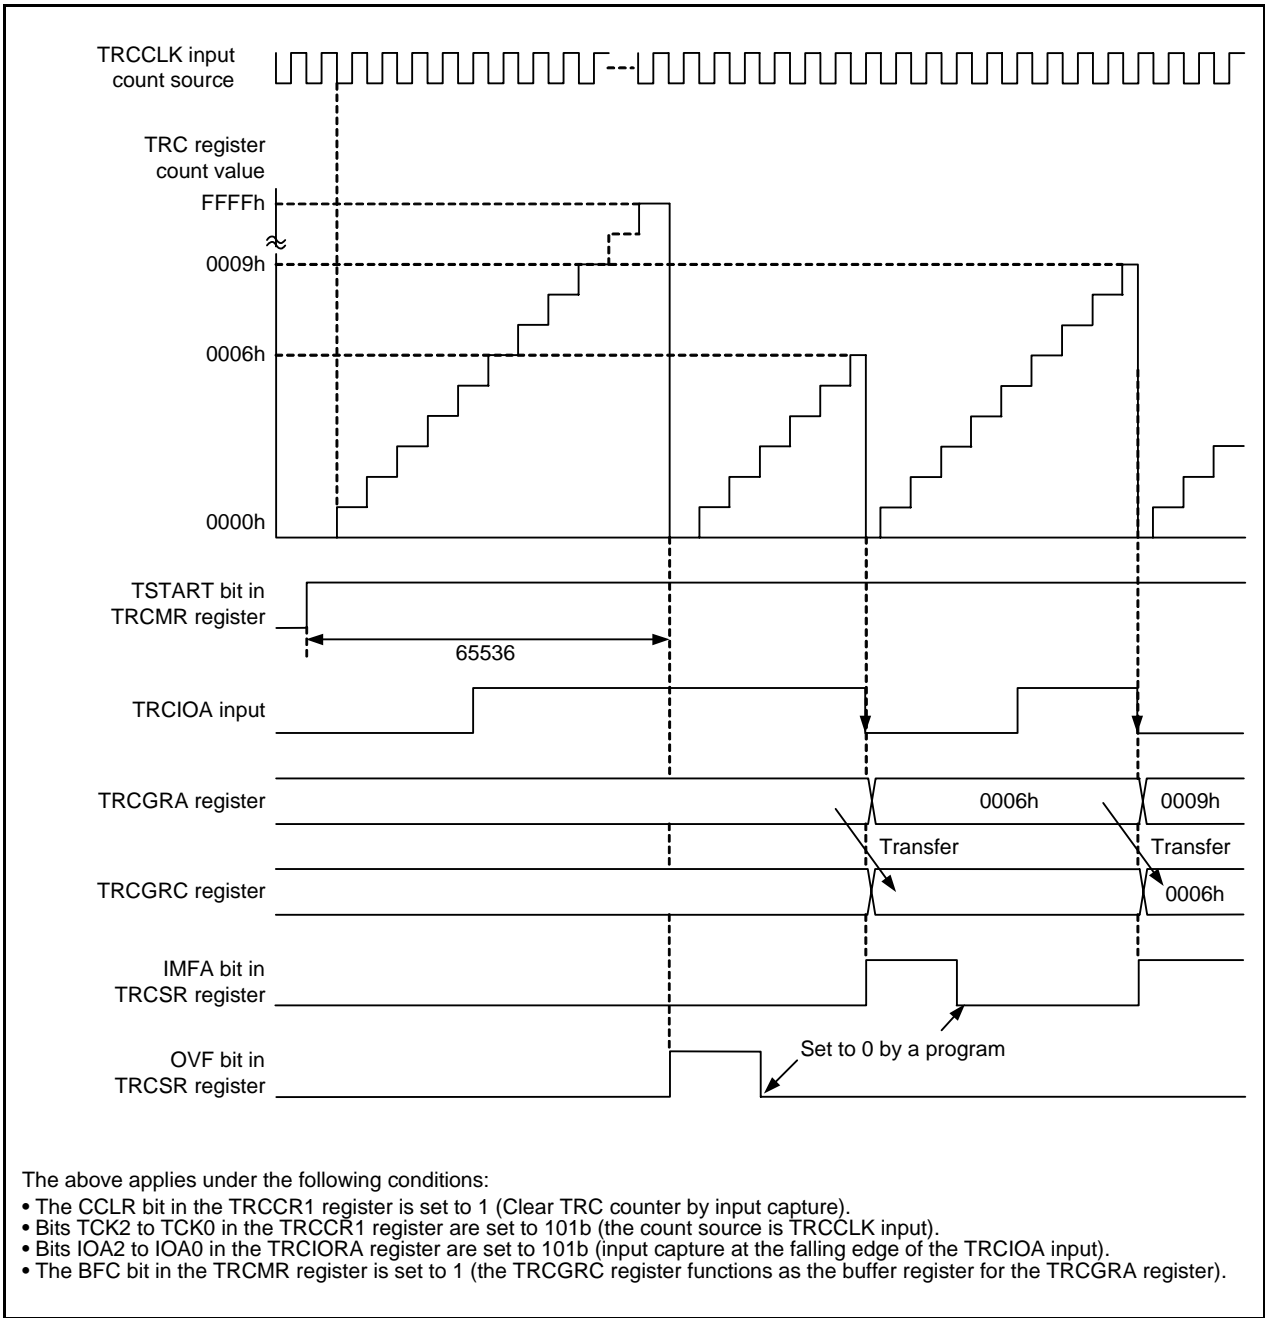 TRCCLK input
count source
TRC register
count value
FFFFh
0009h
0006h
0000h
TSTART bit in
TRCMR register
65536
TRCIOA input
TRCGRA register
0006h
0009h
Transfer
Transfer
TRCGRC register
0006h
IMFA bit in
TRCSR register
Set to 0 by a program
OVF bit in
TRCSR register
The above applies under the following conditions:
• The CCLR bit in the TRCCR1 register is set to 1 (Clear TRC counter by input capture).
• Bits TCK2 to TCK0 in the TRCCR1 register are set to 101b (the count source is TRCCLK input).
• Bits IOA2 to IOA0 in the TRCIORA register are set to 101b (input capture at the falling edge of the TRCIOA input).
• The BFC bit in the TRCMR register is set to 1 (the TRCGRC register functions as the buffer register for the TRCGRA register).